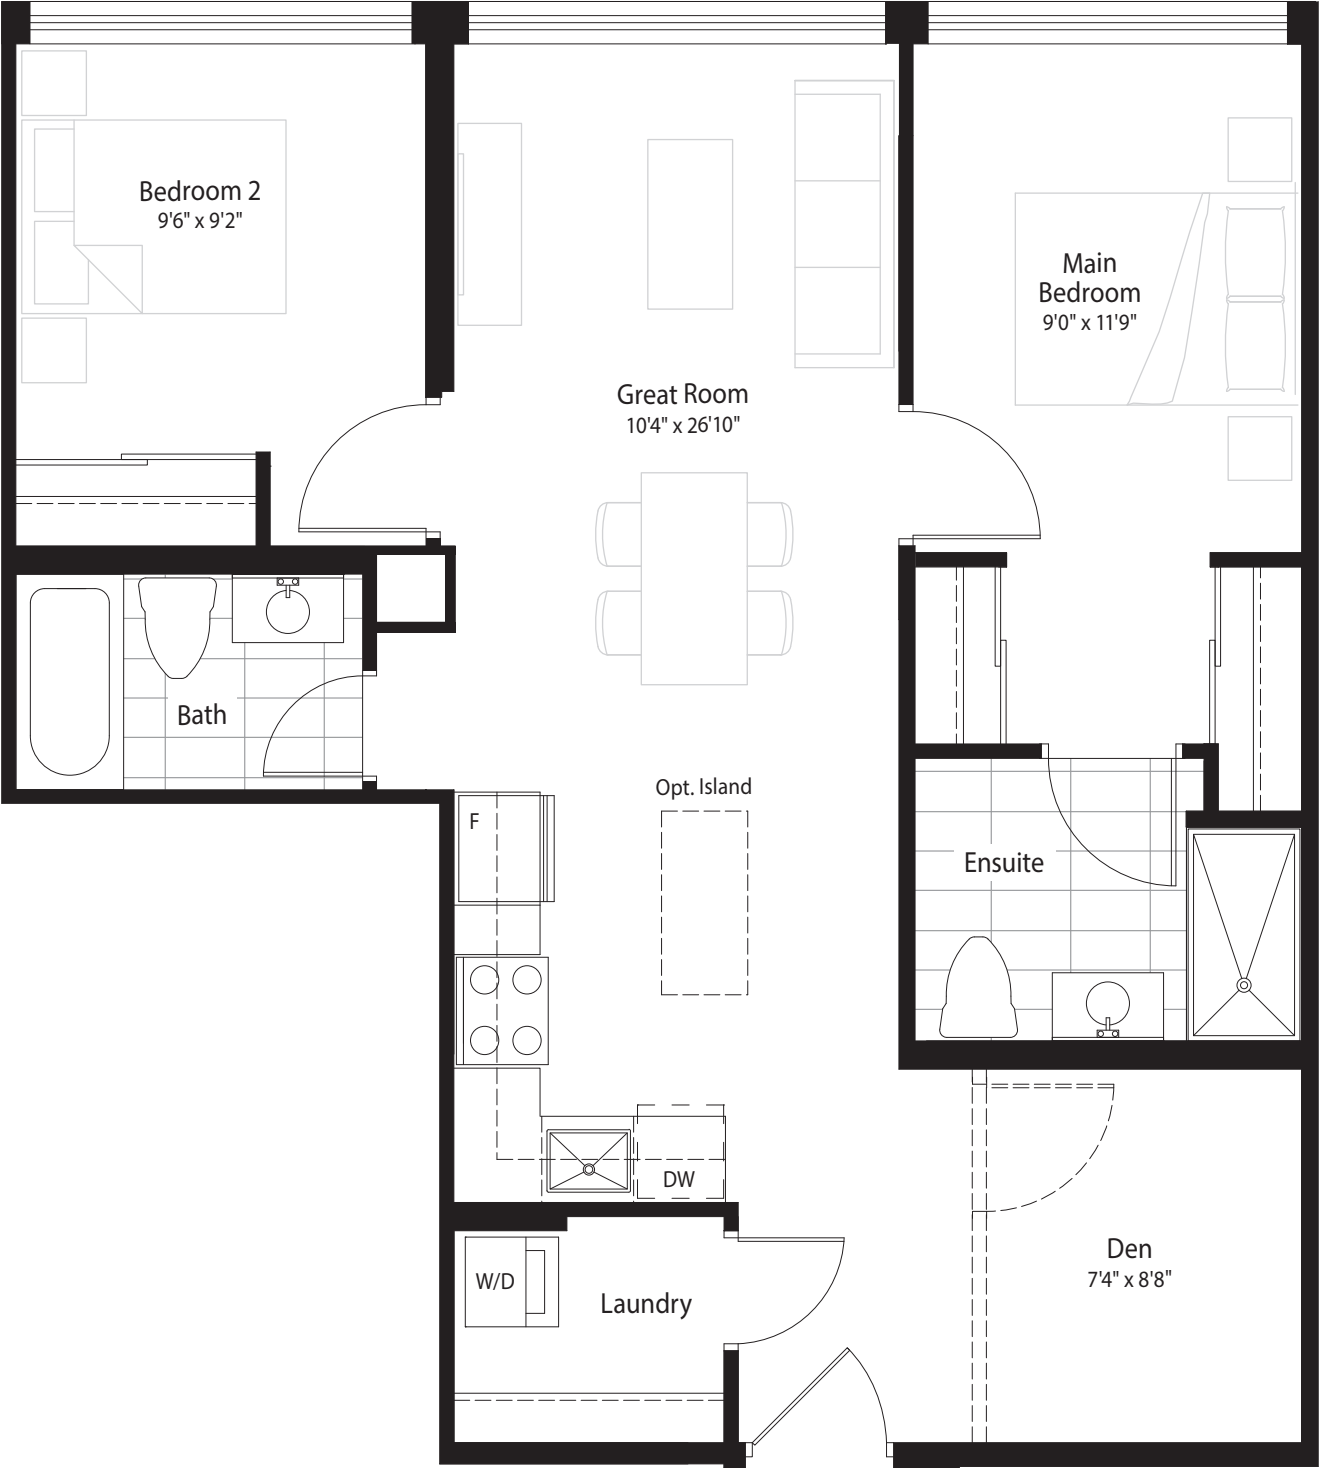 Bedroom 2
9'6" x 9'2"
Main
Bedroom
9'0" x 11'9"
Great Room
10'4" x 26'10"
Bath
Opt. Island
F
Ensuite
DW
Den
7'4" x 8'8"
W/D
Laundry